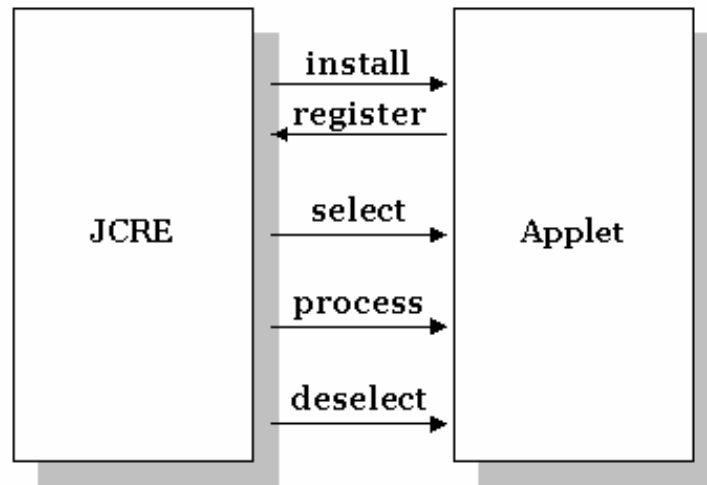 install
register
select
JCRE
Applet
process
deselect